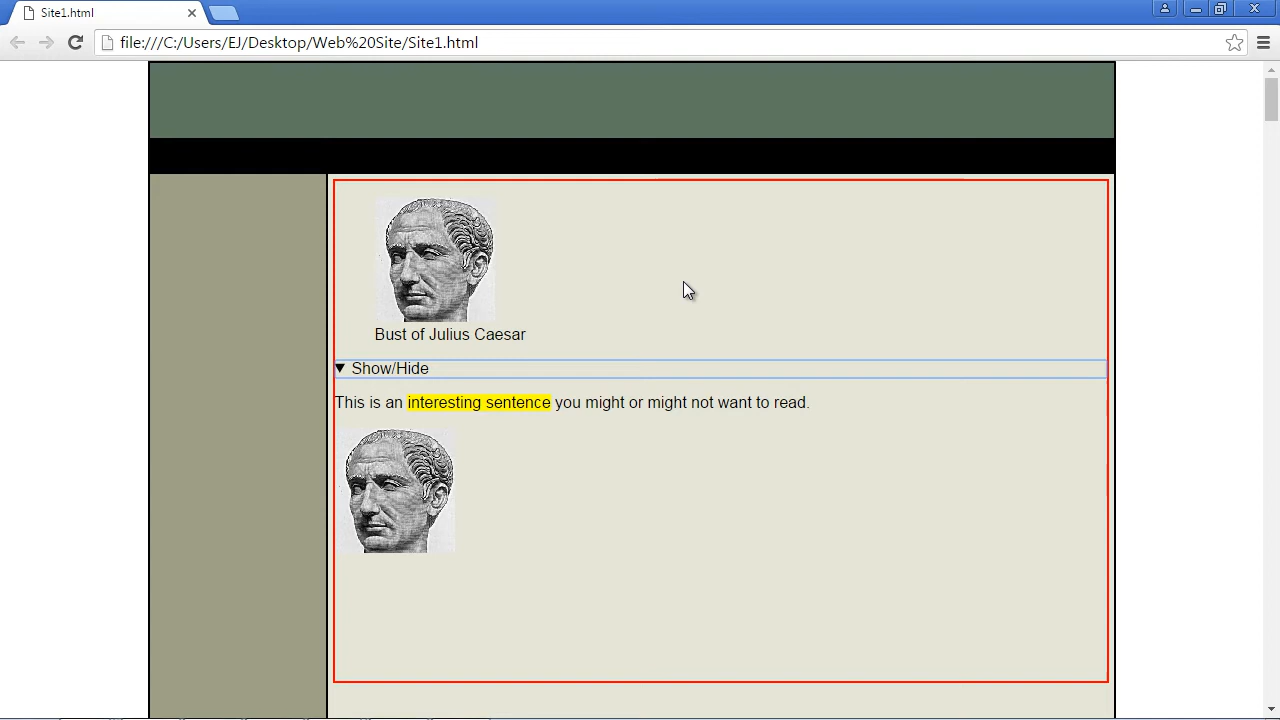 Site1.html
file:///C:/Users/EJ/Desktop/Web%20Site/Site1.html
Bust of Julius Caesar
Show/Hide
This is an interesting sentence you might or might not want to read.